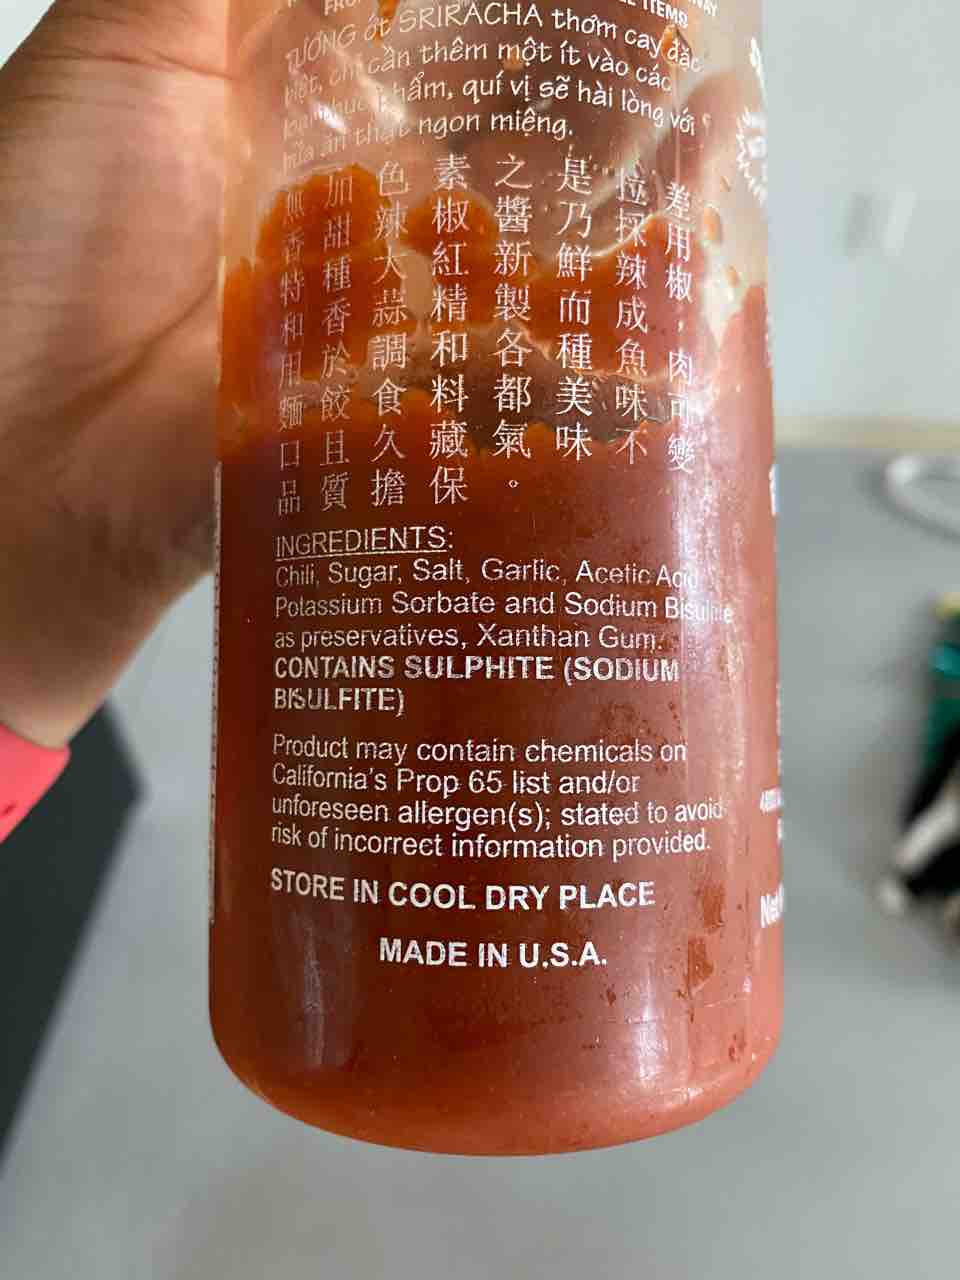 ITEMS
TƯƠNG ớt SRIRACHA thơm cay đặc
biệt, chỉ cần thêm một ít vào các
loại thực phẩm, quí vị sẽ hài lòng với
bữa ăn thật ngon miệng.
無加色素之是拉差
香甜辣椒醬乃採用
特種大紅新鮮辣椒
和香蒜精製而成，
用於調和各種魚肉
麵餃食料都美味可
口且久藏氣味不變
品質擔保。
INGREDIENTS:
Chili, Sugar, Salt, Garlic, Acetic Acid
Potassium Sorbate and Sodium Bisulfite
as preservatives, Xanthan Gum.
CONTAINS SULPHITE (SODIUM
BISULFITE)
Product may contain chemicals on
California's Prop 65 list and/or
unforeseen allergen(s); stated to avoid
risk of incorrect information provided.
STORE IN COOL DRY PLACE
MADE IN U.S.A.
Net